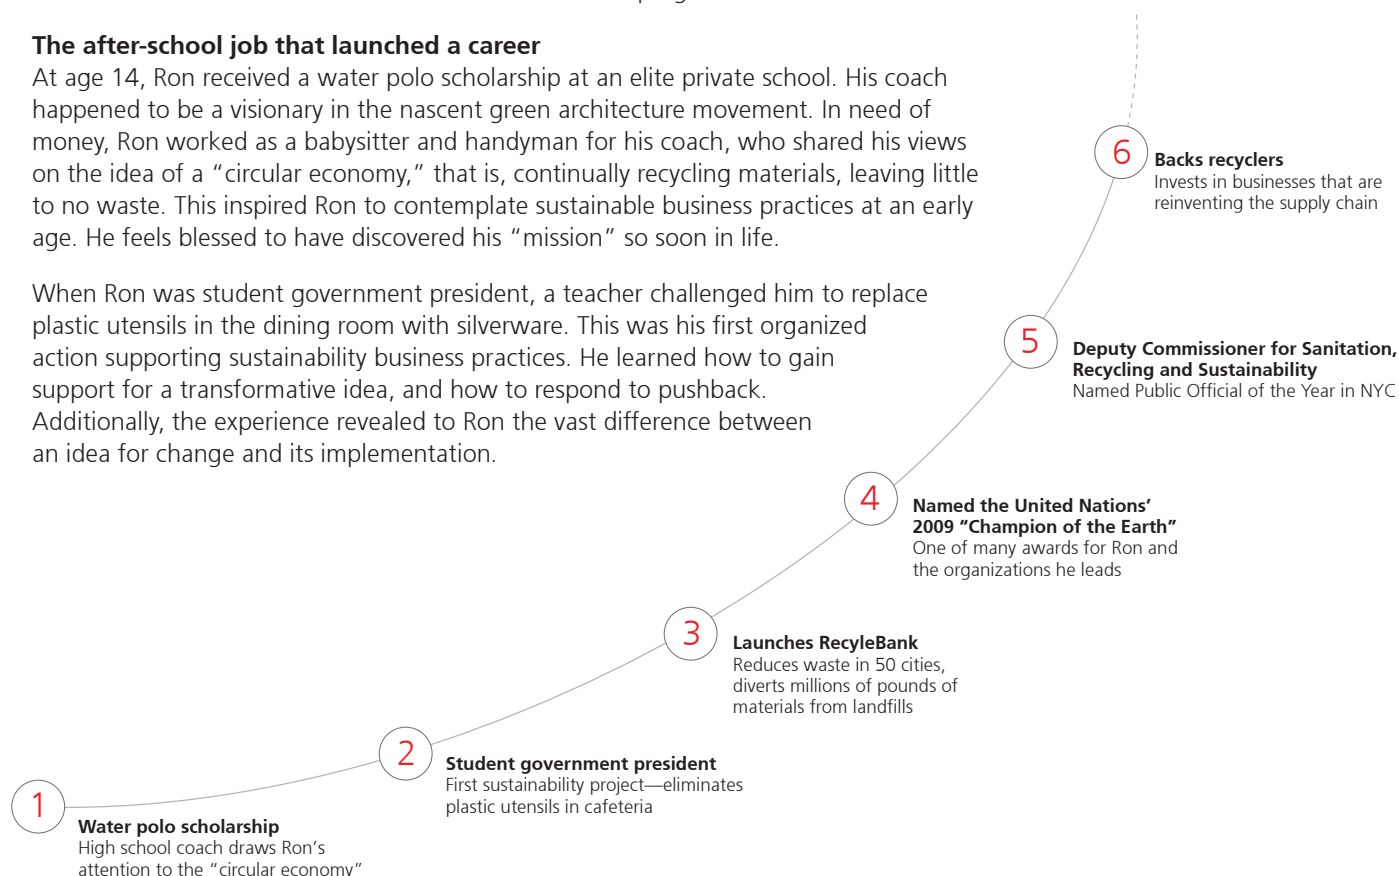 The after-school job that launched a career
At age 14, Ron received a water polo scholarship at an elite private school. His coach
happened to be a visionary in the nascent green architecture movement. In need of
money, Ron worked as a babysitter and handyman for his coach, who shared his views
on the idea of a “circular economy,” that is, continually recycling materials, leaving little
to no waste. This inspired Ron to contemplate sustainable business practices at an early
age. He feels blessed to have discovered his “mission” so soon in life.
When Ron was student government president, a teacher challenged him to replace
plastic utensils in the dining room with silverware. This was his first organized
action supporting sustainability business practices. He learned how to gain
support for a transformative idea, and how to respond to pushback.
Additionally, the experience revealed to Ron the vast difference between
an idea for change and its implementation.
6
Backs recyclers
Invests in businesses that are
reinventing the supply chain
5
Deputy Commissioner for Sanitation,
Recycling and Sustainability
Named Public Official of the Year in NYC
4
Named the United Nations’
2009 “Champion of the Earth”
One of many awards for Ron and
the organizations he leads
3
Launches RecyleBank
Reduces waste in 50 cities,
diverts millions of pounds of
materials from landfills
2
Student government president
First sustainability project—eliminates
plastic utensils in cafeteria
1
Water polo scholarship
High school coach draws Ron’s
attention to the “circular economy”